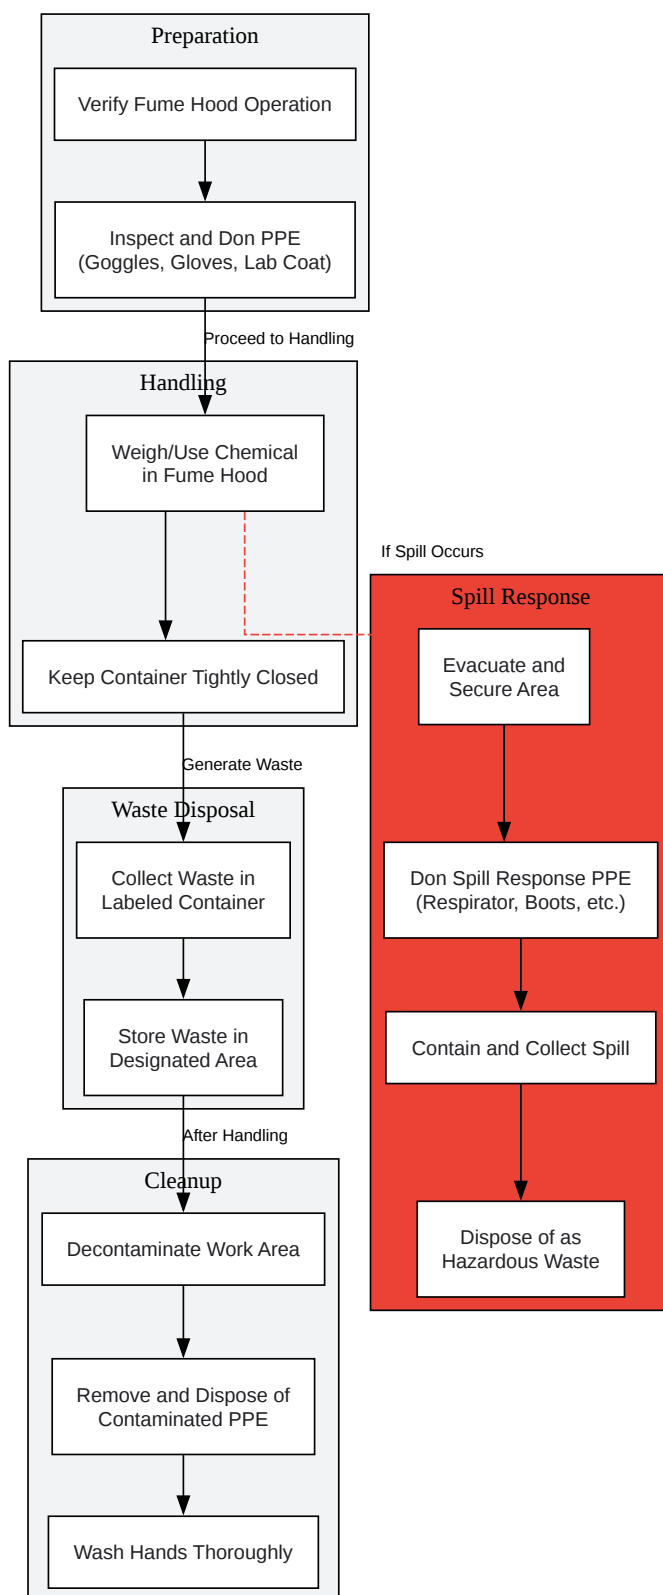 Preparation
Verify Fume Hood Operation
Inspect and Don PPE
(Goggles, Gloves, Lab Coat)
Proceed to Handling
Handling
Weigh/Use Chemical
in Fume Hood
Keep Container Tightly Closed
Generate Waste
Waste Disposal
Collect Waste in
Labeled Container
Store Waste in
Designated Area
After Handling
Cleanup
Decontaminate Work Area
Remove and Dispose of
Contaminated PPE
Wash Hands Thoroughly
If Spill Occurs
Spill Response
Evacuate and
Secure Area
Don Spill Response PPE
(Respirator, Boots, etc.)
Contain and Collect Spill
Dispose of as
Hazardous Waste